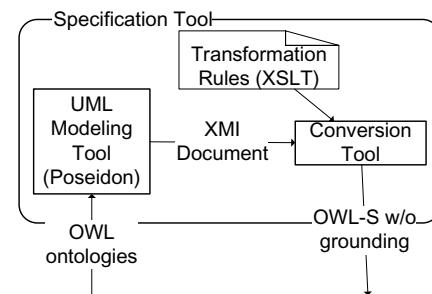 Specification Tool
Transformation
Rules (XSLT)
UML
Modeling
Tool
(Poseidon)
XMI
Document
Conversion
Tool
OWL
ontologies
OWL-S w/o
grounding